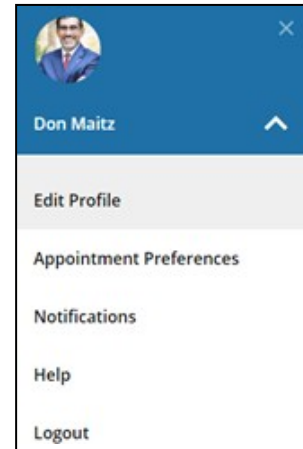 Don Maitz
Edit Profile
Appointment Preferences
Notifications
Help
Logout